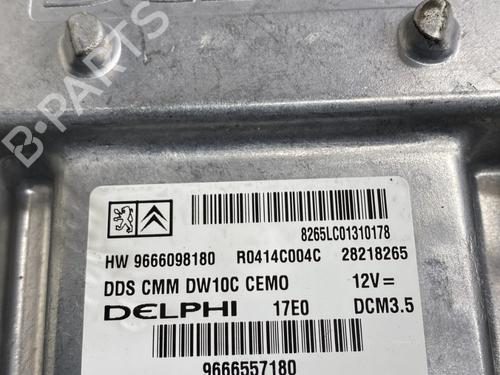 B-PARTS
8265LC01310178
HW 9666098180 R0414C004C 28218265
DDS CMM DW10C CEMO 12V=
DELPHI 17E0 DCM3.5
9666557180